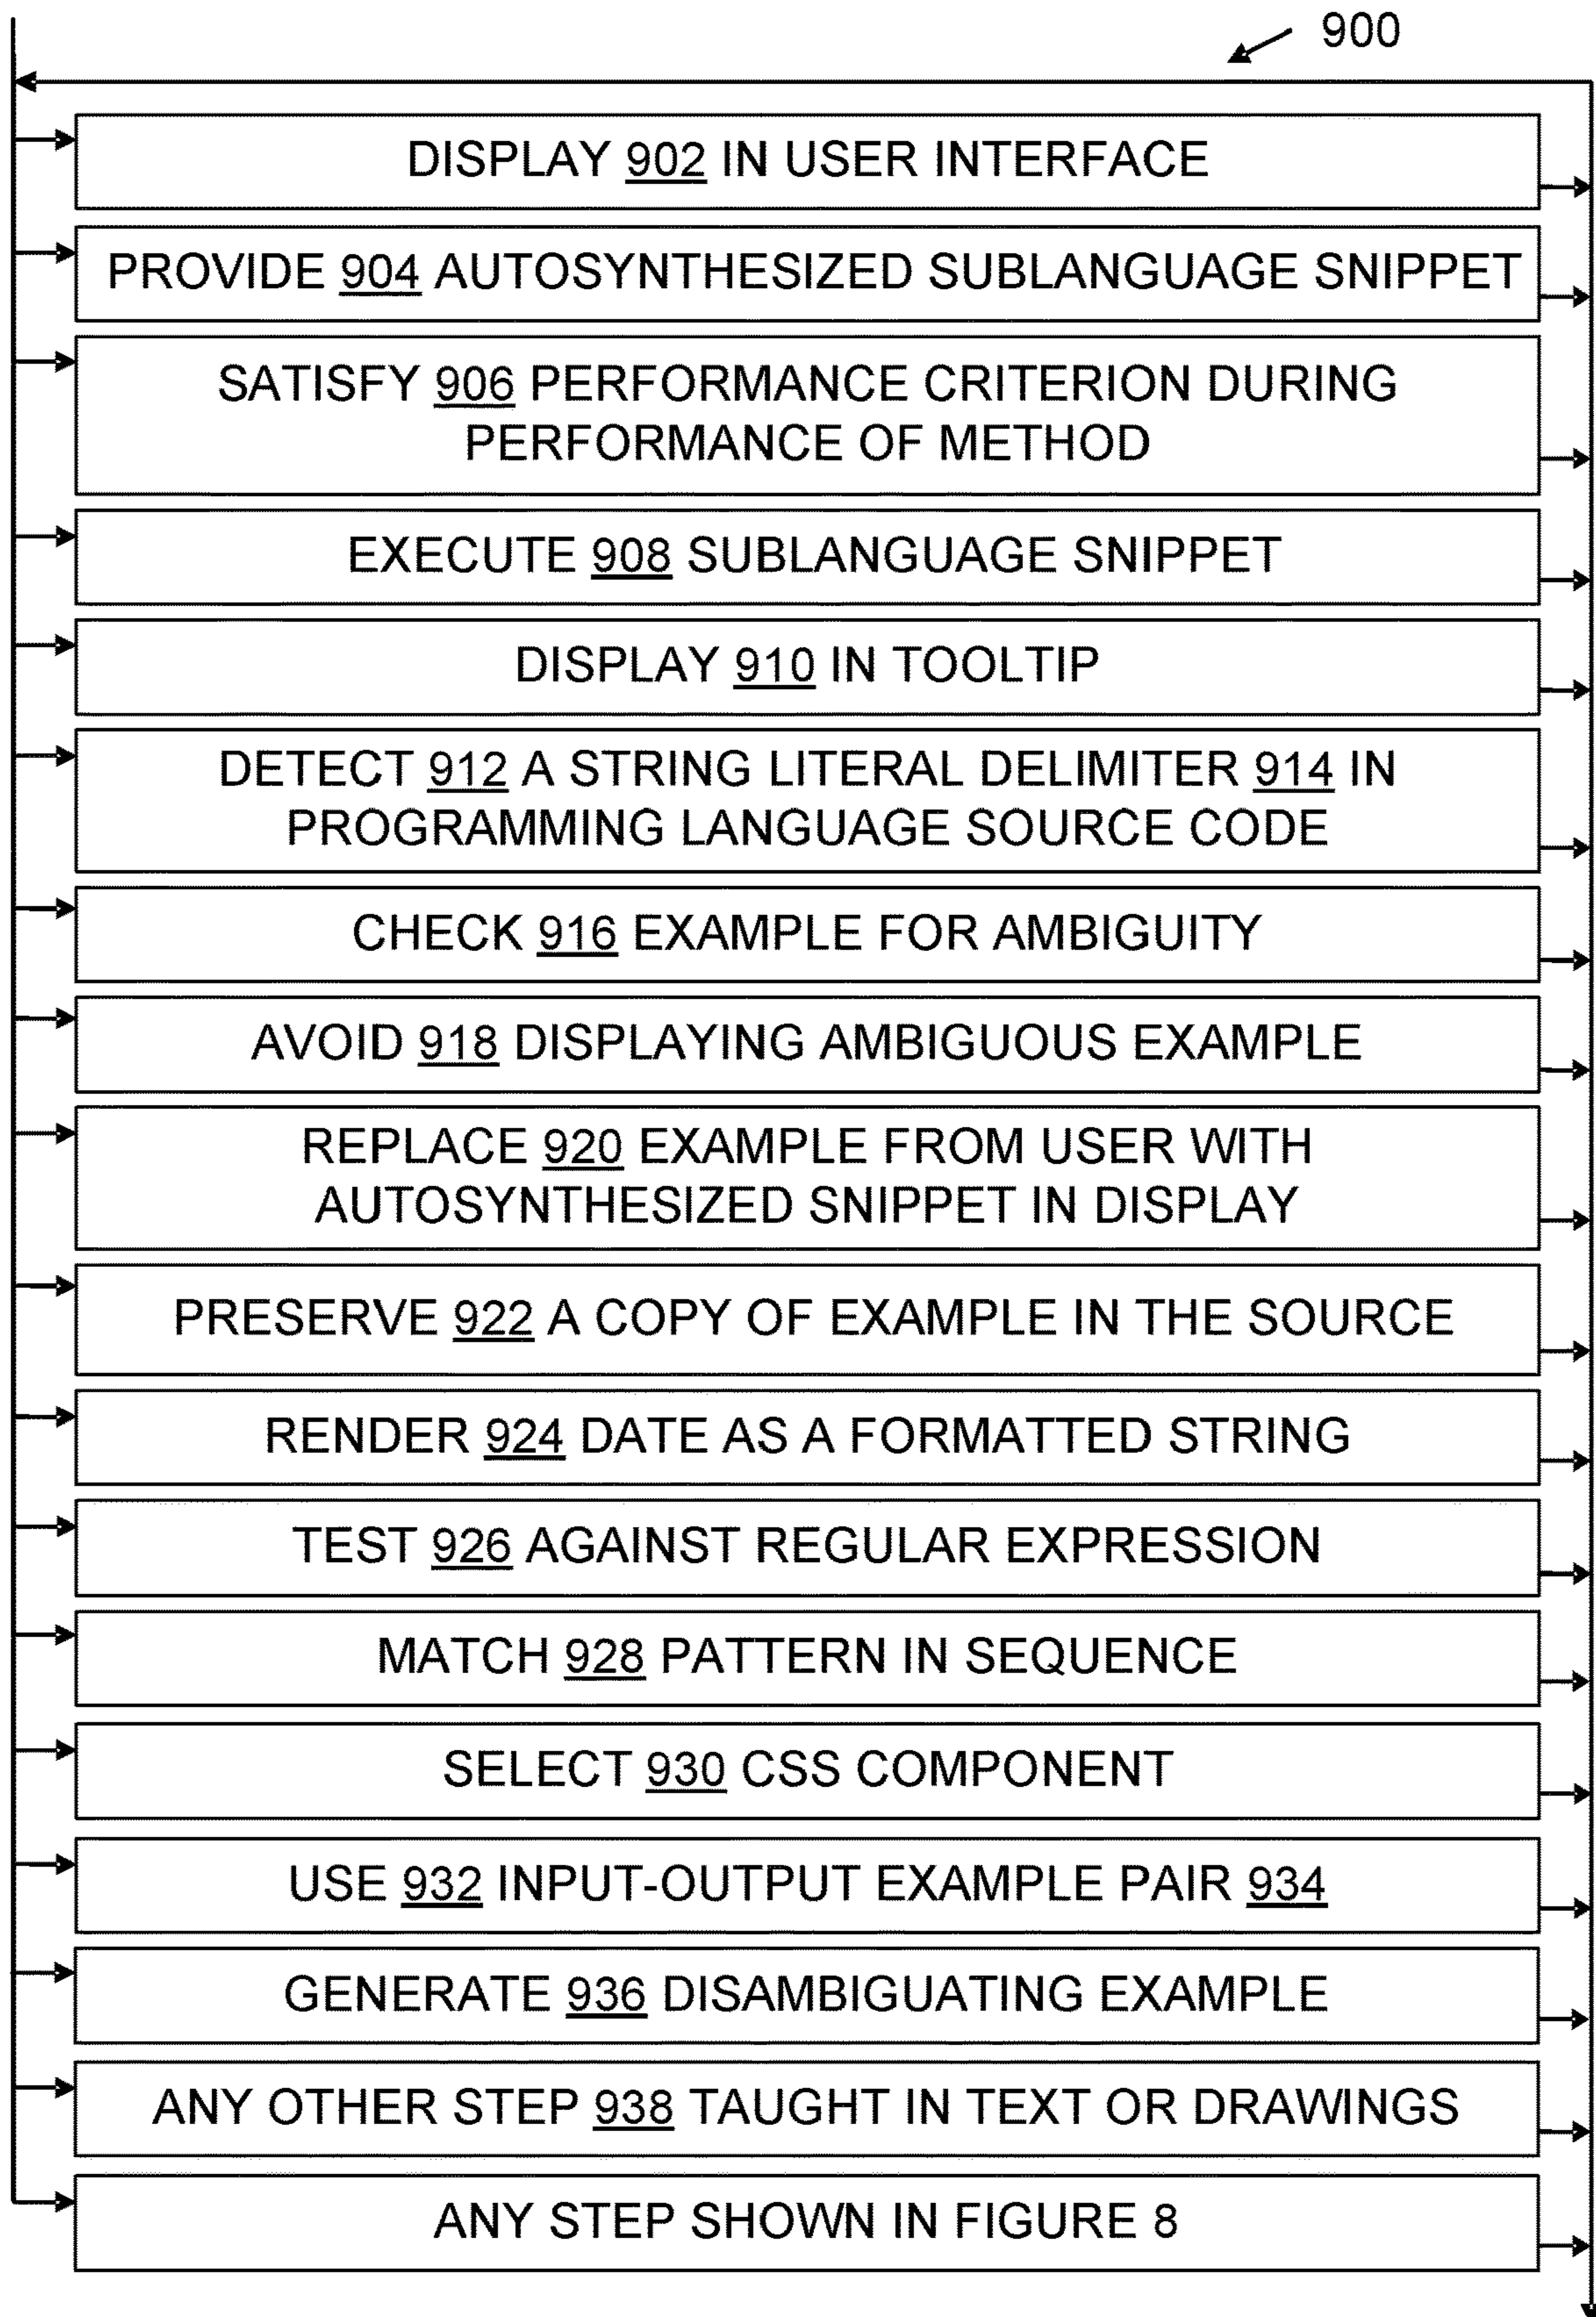 900
DISPLAY 902 IN USER INTERFACE
PROVIDE 904 AUTOSYNTHESIZED SUBLANGUAGE SNIPPET
SATISFY 906 PERFORMANCE CRITERION DURING
PERFORMANCE OF METHOD
EXECUTE 908 SUBLANGUAGE SNIPPET
DISPLAY 910 IN TOOLTIP
DETECT 912 A STRING LITERAL DELIMITER 914 IN
PROGRAMMING LANGUAGE SOURCE CODE
CHECK 916 EXAMPLE FOR AMBIGUITY
AVOID 918 DISPLAYING AMBIGUOUS EXAMPLE
REPLACE 920 EXAMPLE FROM USER WITH
AUTOSYNTHESIZED SNIPPET IN DISPLAY
PRESERVE 922 A COPY OF EXAMPLE IN THE SOURCE
RENDER 924 DATE AS A FORMATTED STRING
TEST 926 AGAINST REGULAR EXPRESSION
MATCH 928 PATTERN IN SEQUENCE
SELECT 930 CSS COMPONENT
USE 932 INPUT-OUTPUT EXAMPLE PAIR 934
GENERATE 936 DISAMBIGUATING EXAMPLE
ANY OTHER STEP 938 TAUGHT IN TEXT OR DRAWINGS
ANY STEP SHOWN IN FIGURE 8